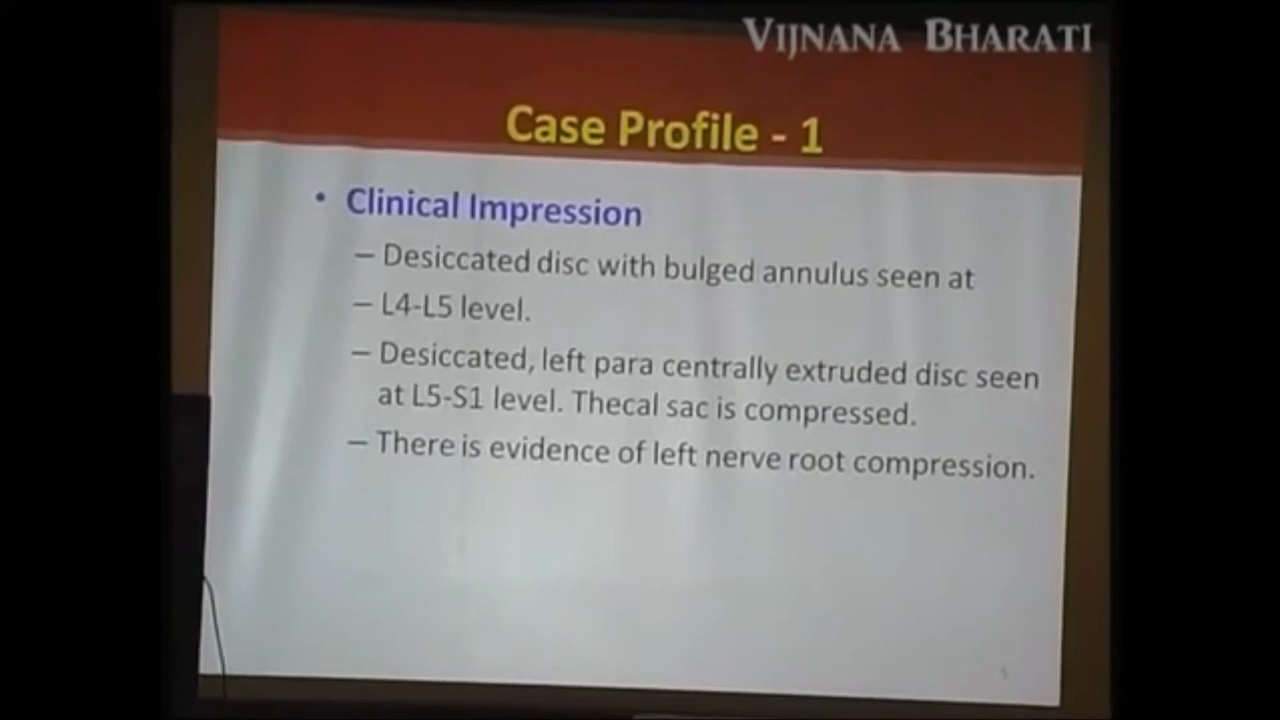 VIJNANA BHARATI
Case Profile - 1
• Clinical Impression
– Desiccated disc with bulged annulus seen at
– L4-L5 level.
– Desiccated, left para centrally extruded disc seen
at L5-S1 level. Thecal sac is compressed.
– There is evidence of left nerve root compression.